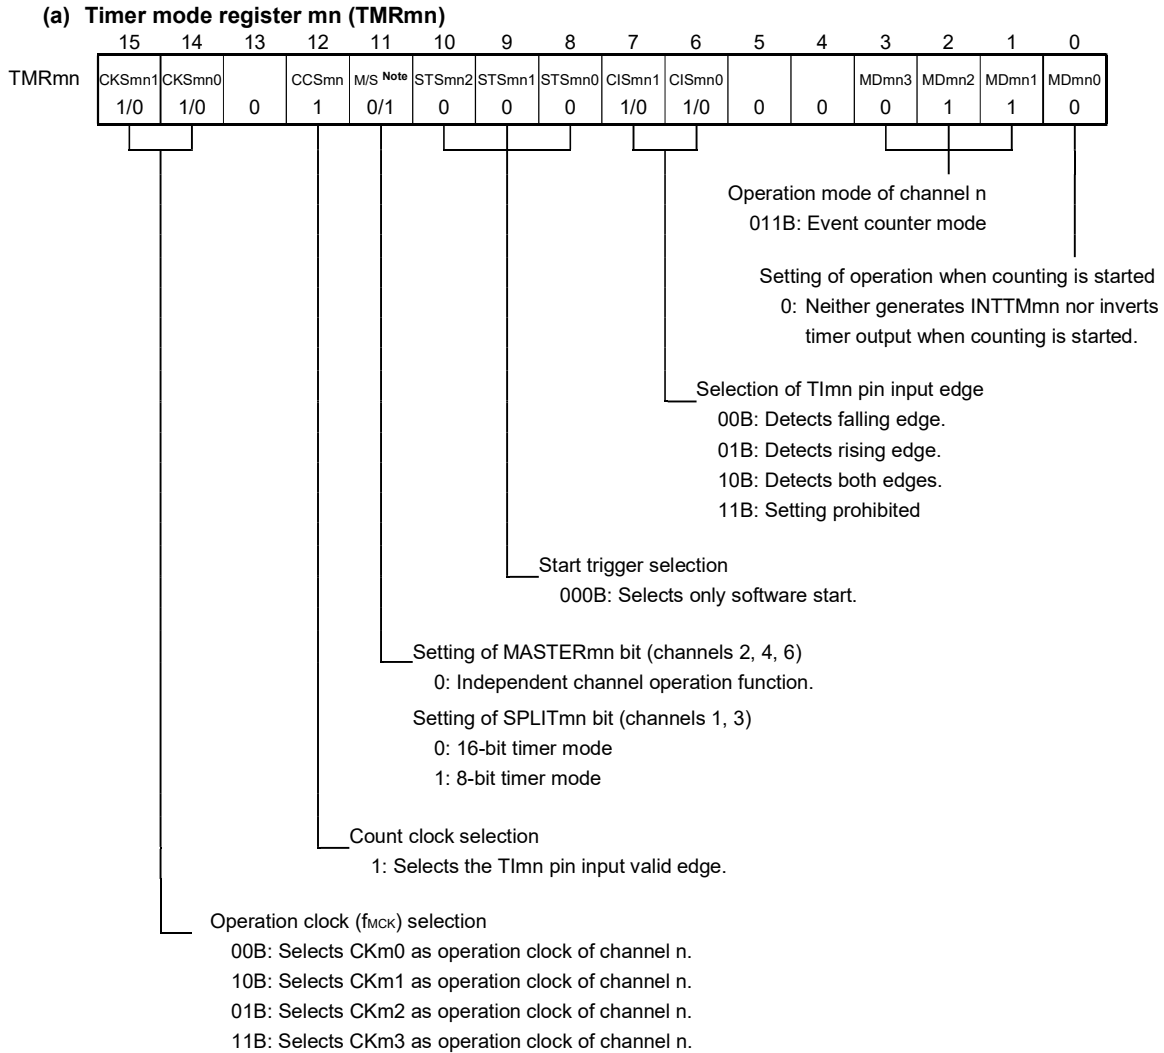 (a) Timer mode register mn (TMRmn)
15 14 13 12 11 10 9 8 7 6 5 4 3 2 1 0
TMRmn CKSmn1 CKSmn0 CCSmn M/S Note STSmn2 STSmn1 STSmn0 CISmn1 CISmn0 MDmn3 MDmn2 MDmn1 MDmn0
1/0 1/0 0 1 0/1 0 0 0 1/0 1/0 0 0 0 1 1 0
Operation mode of channel n
011B: Event counter mode
Setting of operation when counting is started
0: Neither generates INTTMmn nor inverts
timer output when counting is started.
Selection of TImn pin input edge
00B: Detects falling edge.
01B: Detects rising edge.
10B: Detects both edges.
11B: Setting prohibited
Start trigger selection
000B: Selects only software start.
Setting of MASTERmn bit (channels 2, 4, 6)
0: Independent channel operation function.
Setting of SPLITmn bit (channels 1, 3)
0: 16-bit timer mode
1: 8-bit timer mode
Count clock selection
1: Selects the TImn pin input valid edge.
Operation clock (fMCK) selection
00B: Selects CKm0 as operation clock of channel n.
10B: Selects CKm1 as operation clock of channel n.
01B: Selects CKm2 as operation clock of channel n.
11B: Selects CKm3 as operation clock of channel n.